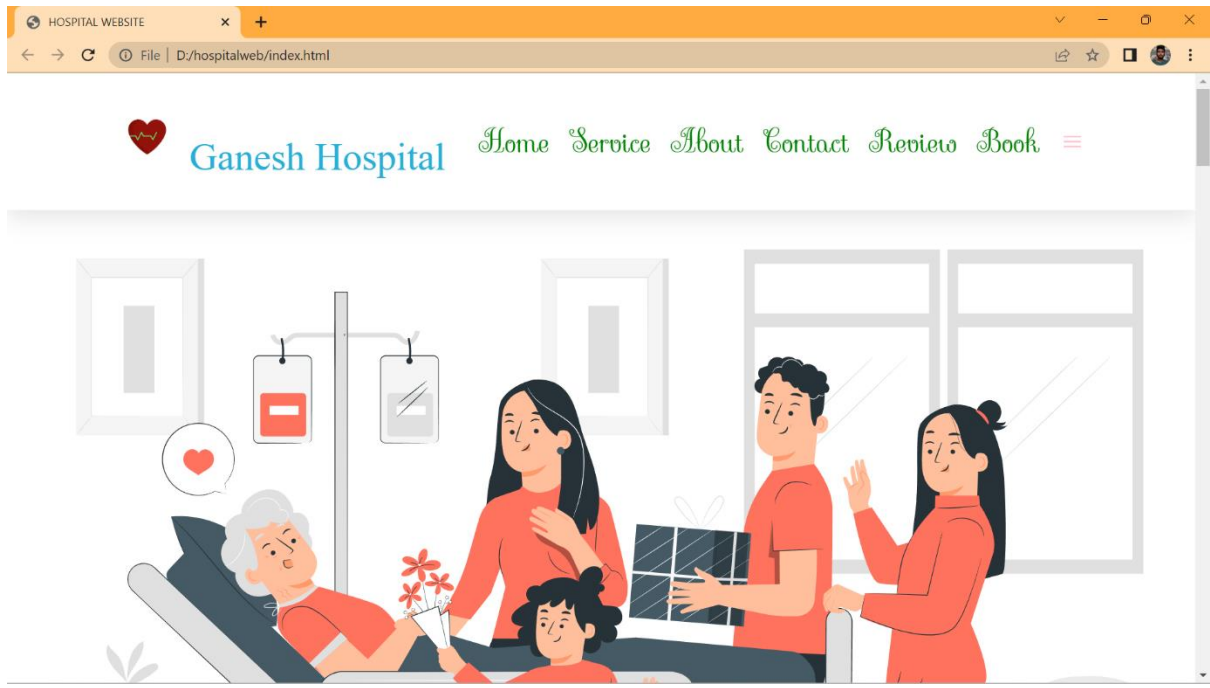 HOSPITAL WEBSITE
File | D:/hospitalweb/index.html
Ganesh Hospital Home Service About Contact Review Book